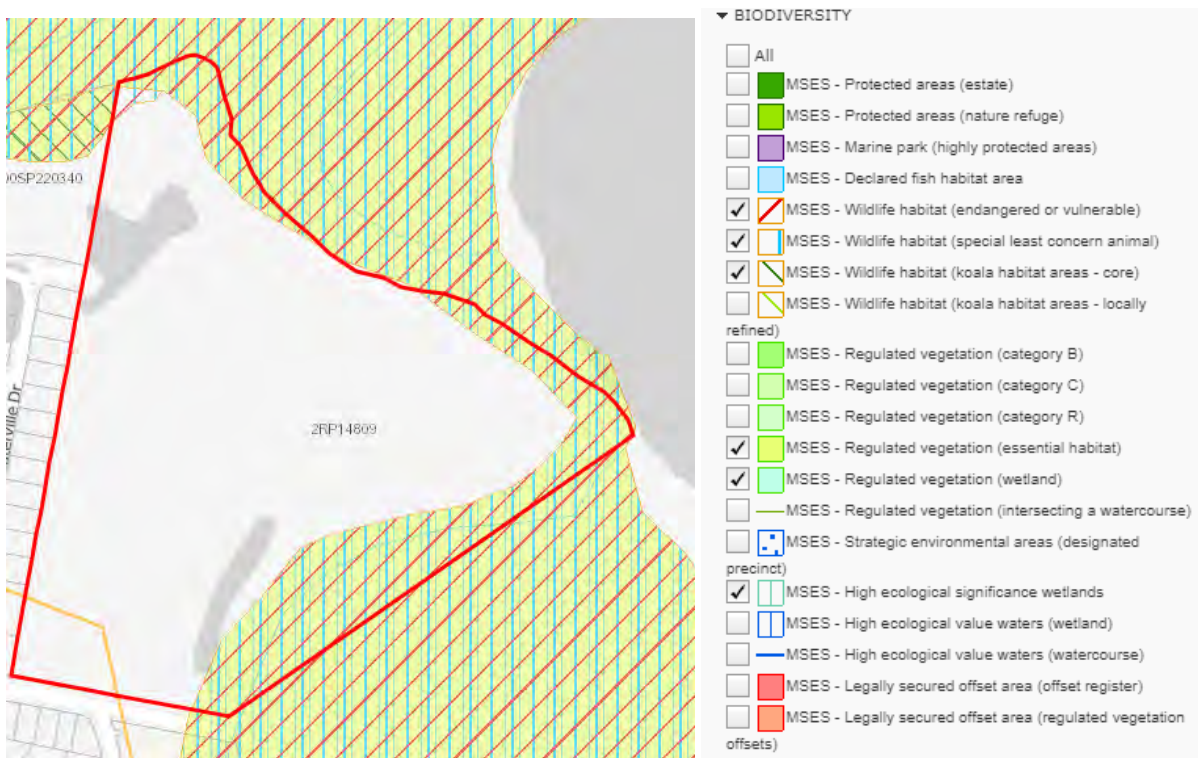 BIODIVERSITY
All
MSES - Protected areas (estate)
MSES - Protected areas (nature refuge)
MSES - Marine park (highly protected areas)
MSES - Declared fish habitat area
MSES - Wildlife habitat (endangered or vulnerable)
MSES - Wildlife habitat (special least concern animal)
MSES - Wildlife habitat (koala habitat areas - core)
MSES - Wildlife habitat (koala habitat areas - locally
refined)
MSES - Regulated vegetation (category B)
MSES - Regulated vegetation (category C)
MSES - Regulated vegetation (category R)
MSES - Regulated vegetation (essential habitat)
MSES - Regulated vegetation (wetland)
MSES - Regulated vegetation (intersecting a watercourse)
MSES - Strategic environmental areas (designated
precinct)
MSES - High ecological significance wetlands
MSES - High ecological value waters (wetland)
MSES - High ecological value waters (watercourse)
MSES - Legally secured offset area (offset register)
MSES - Legally secured offset area (regulated vegetation
offsets)
0SP220340
2RP14809
Dr